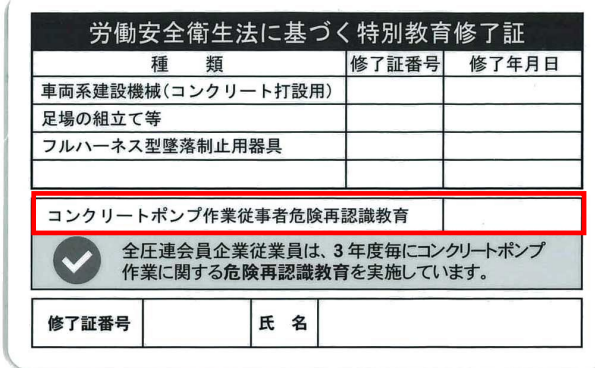 労働安全衛生法に基づく特別教育修了証
種　類　修了証番号　修了年月日
車両系建設機械(コンクリート打設用)
足場の組立て等
フルハーネス型墜落制止用器具
コンクリートポンプ作業従事者危険再認識教育
全圧連会員企業従業員は、3年度毎にコンクリートポンプ
作業に関する危険再認識教育を実施しています。
修了証番号　氏　名